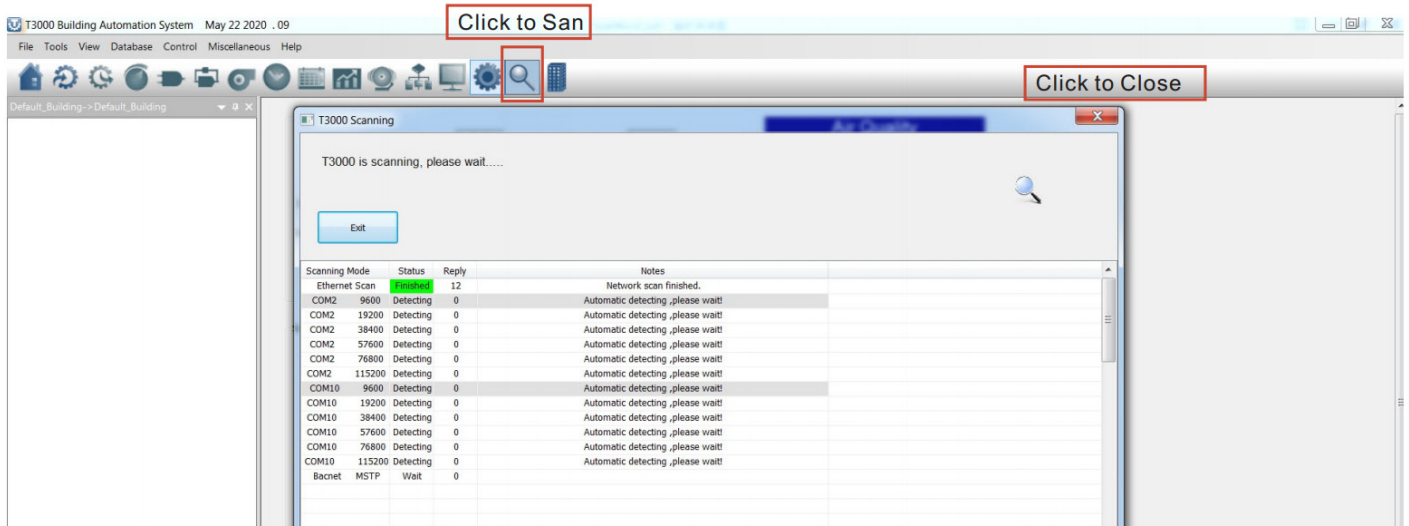 Click to San
T3000 Building Automation System May 22 2020 . 09
File Tools View Database Control Miscellaneous Help
Click to Close
Default_Building->Default_Building
T3000 Scanning
Air Quality
T3000 is scanning, please wait.....
Exit
Scanning Mode Status Reply Notes
Ethernet Scan Finished 12 Network scan finished.
COM2 9600 Detecting 0 Automatic detecting ,please wait!
COM2 19200 Detecting 0 Automatic detecting ,please wait!
COM2 38400 Detecting 0 Automatic detecting ,please wait!
COM2 57600 Detecting 0 Automatic detecting ,please wait!
COM2 76800 Detecting 0 Automatic detecting ,please wait!
COM2 115200 Detecting 0 Automatic detecting ,please wait!
COM10 9600 Detecting 0 Automatic detecting ,please wait!
COM10 19200 Detecting 0 Automatic detecting ,please wait!
COM10 38400 Detecting 0 Automatic detecting ,please wait!
COM10 57600 Detecting 0 Automatic detecting ,please wait!
COM10 76800 Detecting 0 Automatic detecting ,please wait!
COM10 115200 Detecting 0 Automatic detecting ,please wait!
Bacnet MSTP Wait 0